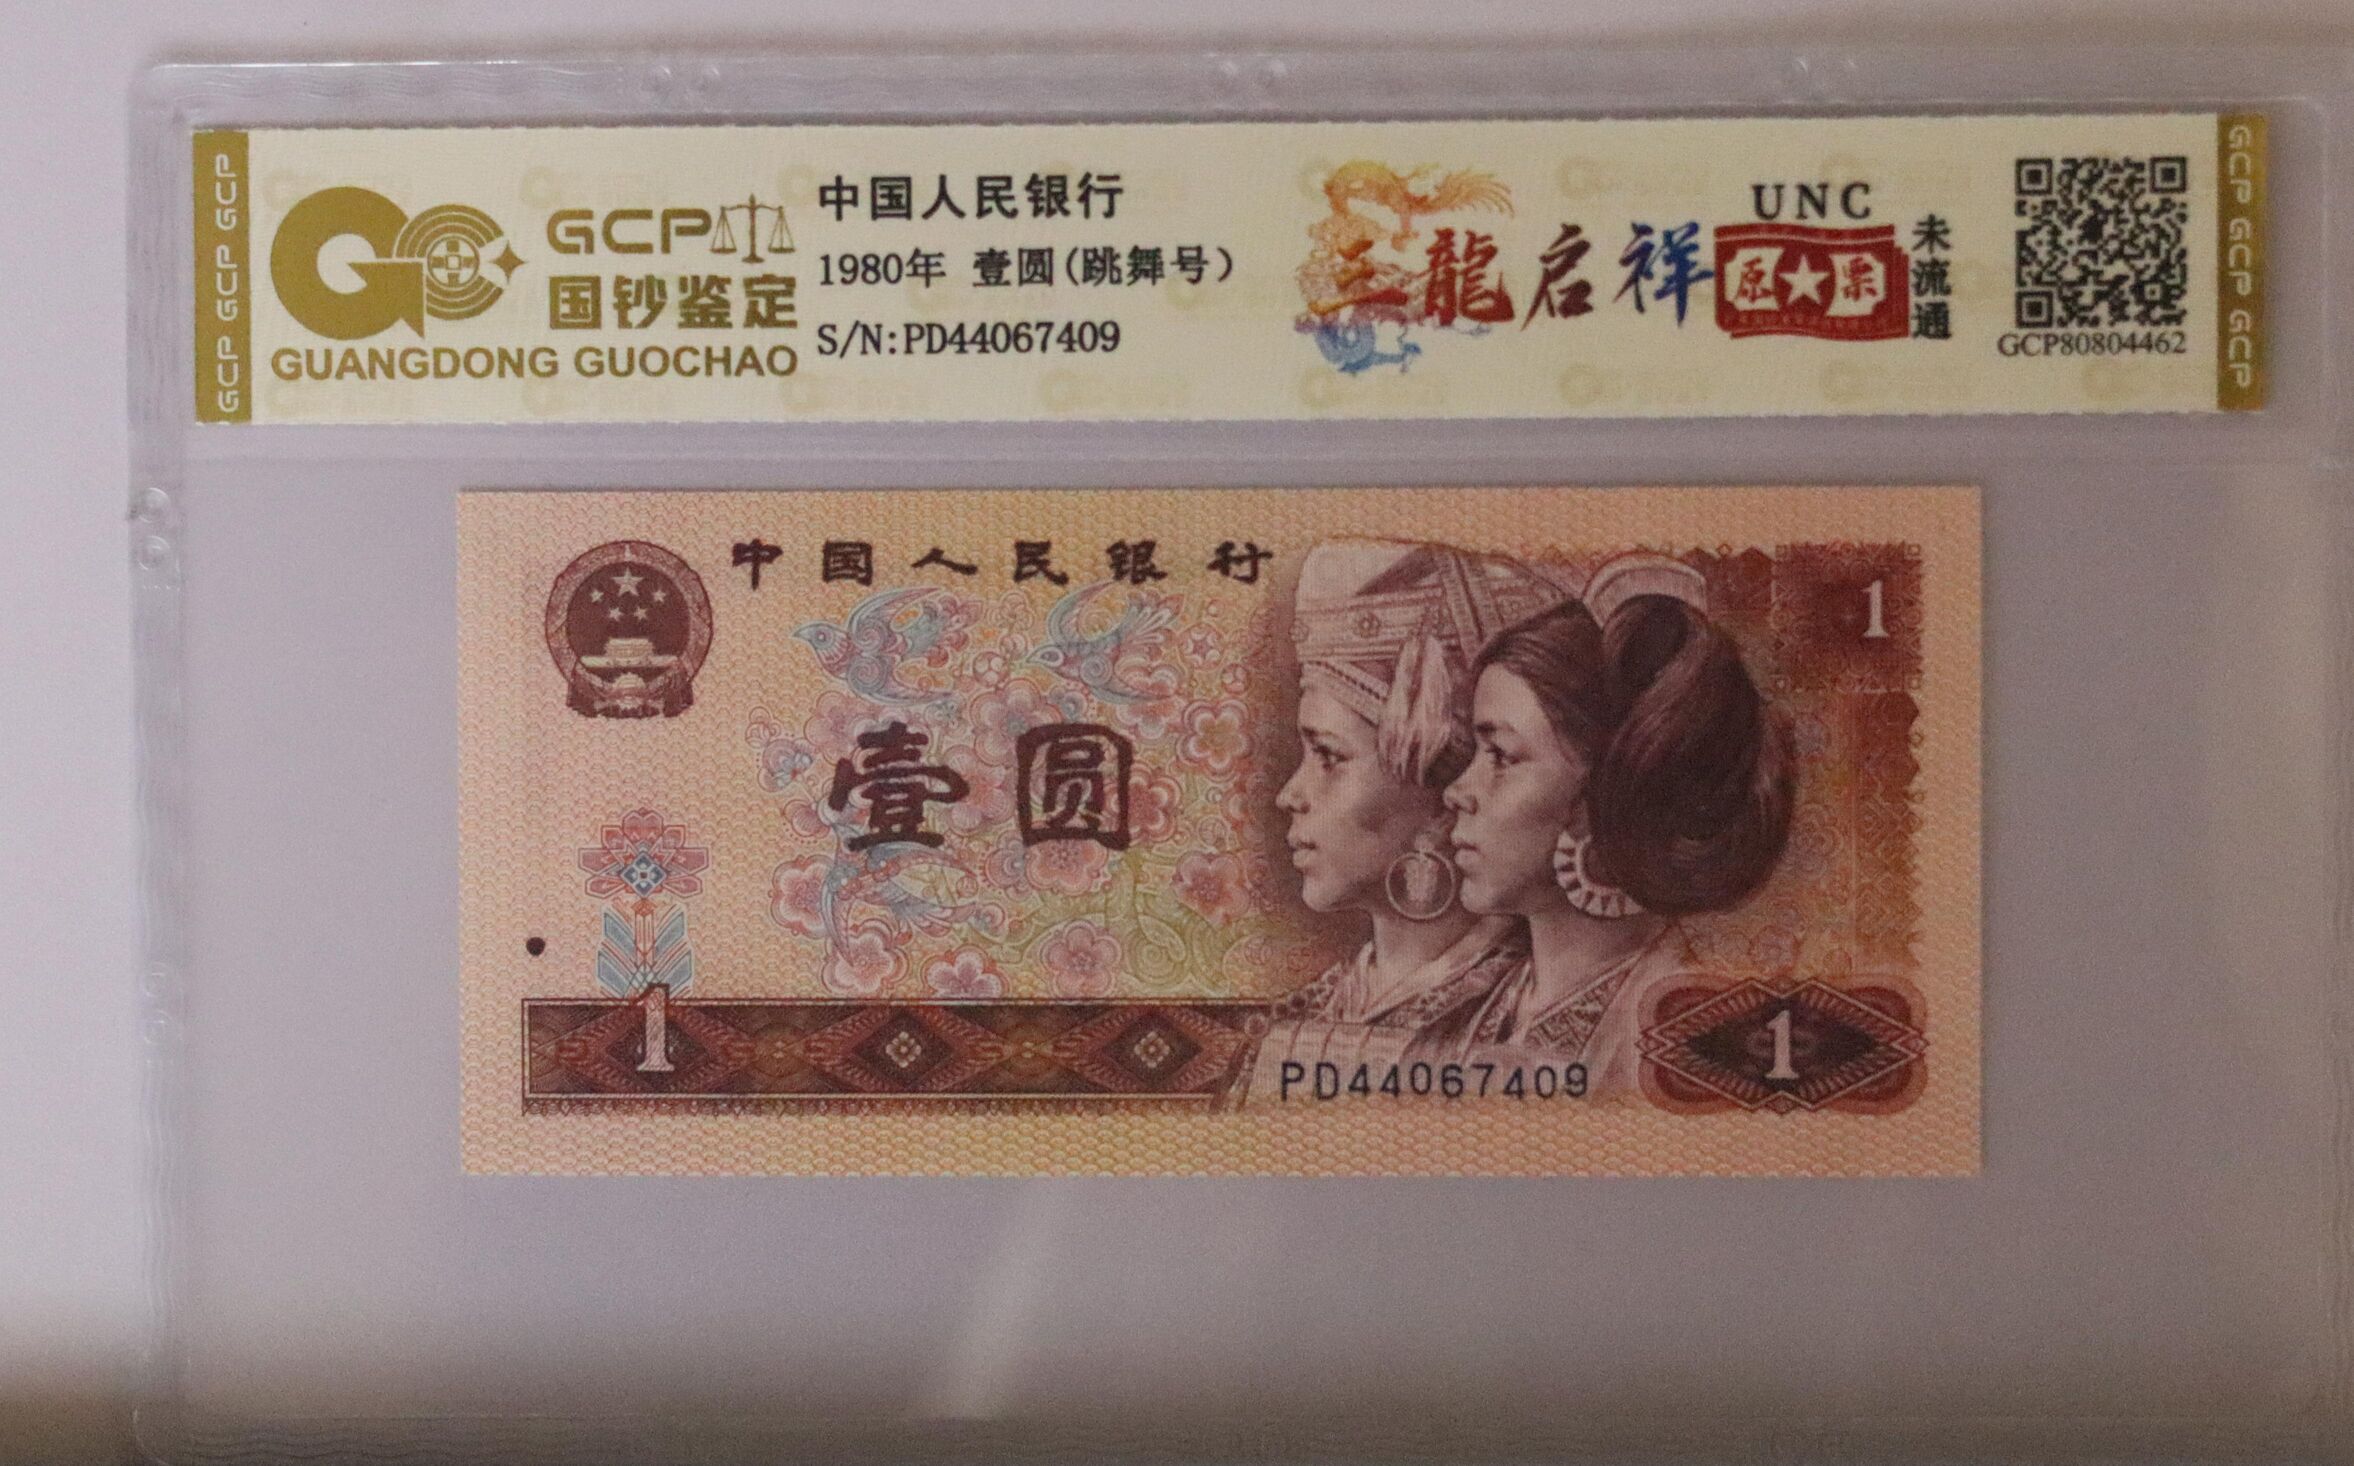 GCP GCP GCP
GCP
国钞鉴定
GUANGDONG GUOCHAO
中国人民银行
1980年 壹圆(跳舞号)
S/N:PD44067409
三龍启祥
UNC
原★票
未流通
GCP80804462
GCP GCP GCP
中国人民银行
1
壹圆
1
PD44067409
1